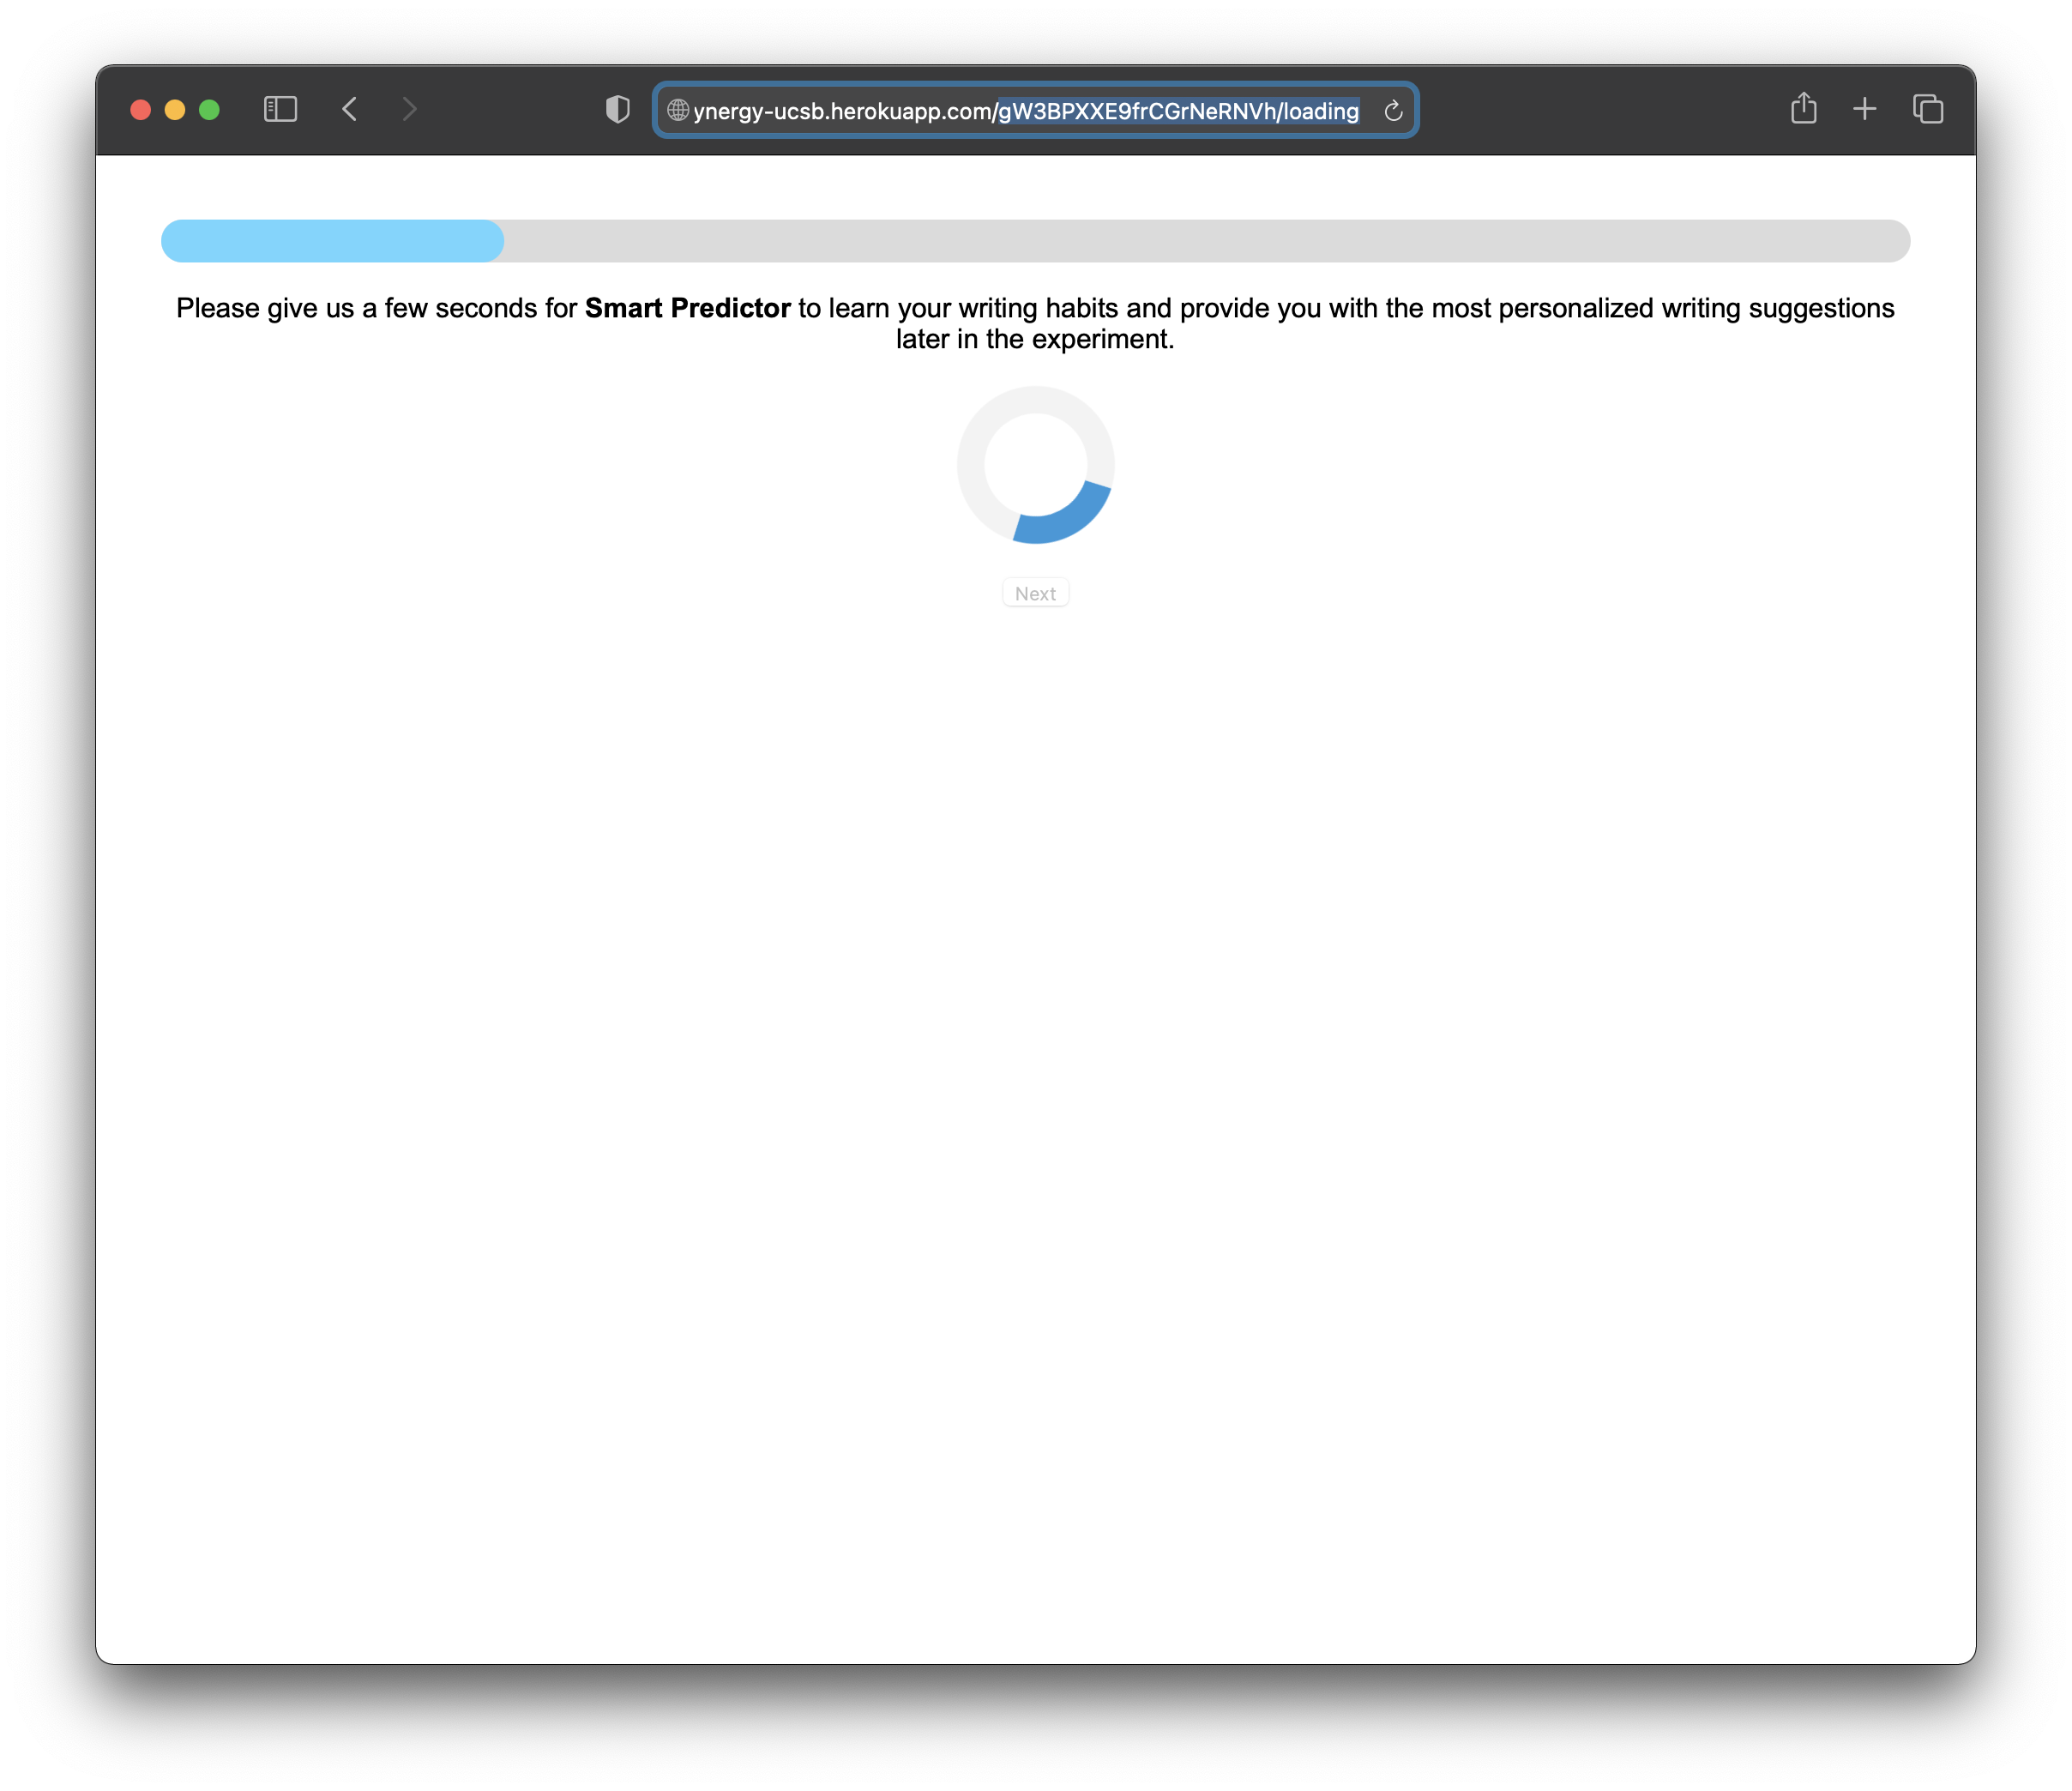 ynergy-ucsb.herokuapp.com/gW3BPXXE9frCGrNeRNVh/loading
Please give us a few seconds for Smart Predictor to learn your writing habits and provide you with the most personalized writing suggestions
later in the experiment.
Next